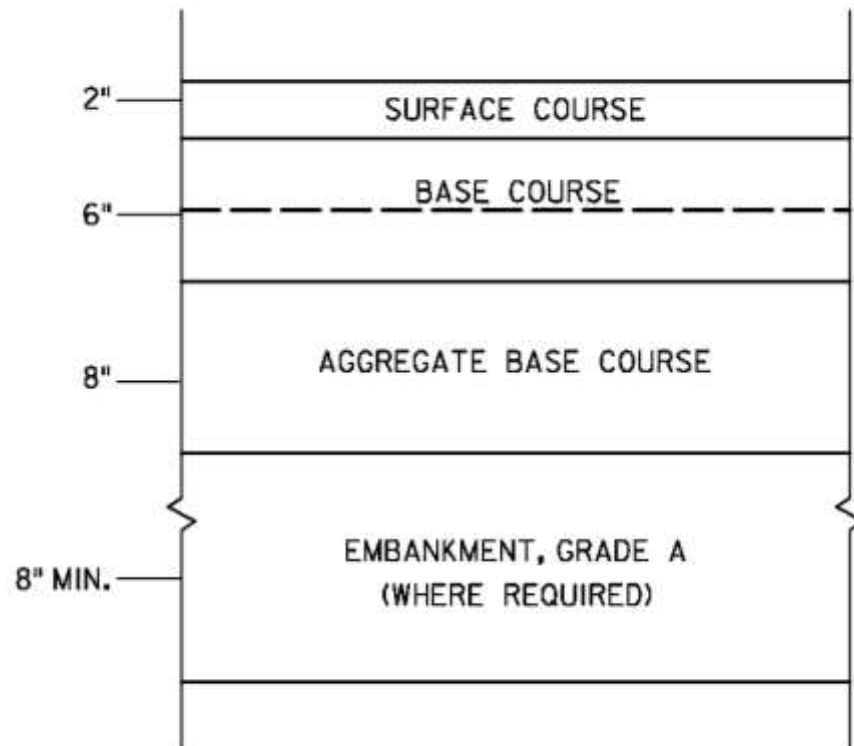 2"
SURFACE COURSE
BASE COURSE
6"
AGGREGATE BASE COURSE
8"
EMBANKMENT, GRADE A
8" MIN.
(WHERE REQUIRED)